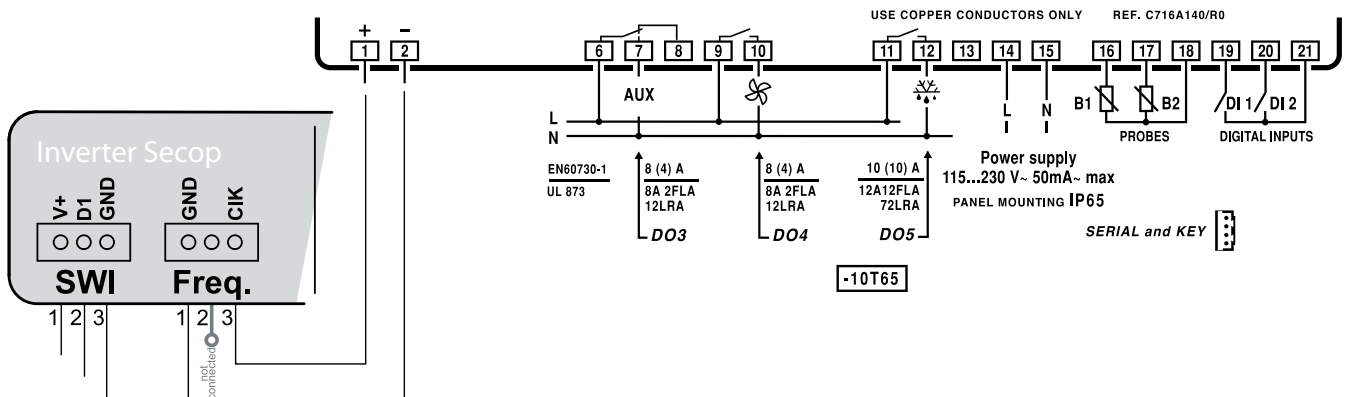 USE COPPER CONDUCTORS ONLY REF. C716A140/R0
+ –
1 2 6 7 8 9 10 11 12 13 14 15 16 17 18 19 20 21
AUX
B1 B2 DI 1 DI 2
L
N
L N
PROBES DIGITAL INPUTS
EN60730-1
UL 873
8 (4) A
8A 2FLA
12LRA
DO3
8 (4) A
8A 2FLA
12LRA
DO4
10 (10) A
12A12FLA
72LRA
DO5
Power supply
115...230 V~ 50mA~ max
PANEL MOUNTING IP65
SERIAL and KEY
-10T65
Inverter Secop
V+ D1 GND
GND CIK
SWI Freq.
1 2 3 1 2 3
not
connected